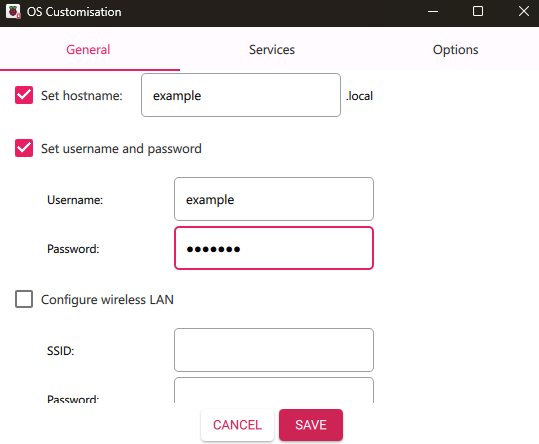 OS Customisation
General Services Options
Set hostname: example .local
Set username and password
Username: example
Password: •••••••
Configure wireless LAN
SSID:
Password:
CANCEL SAVE